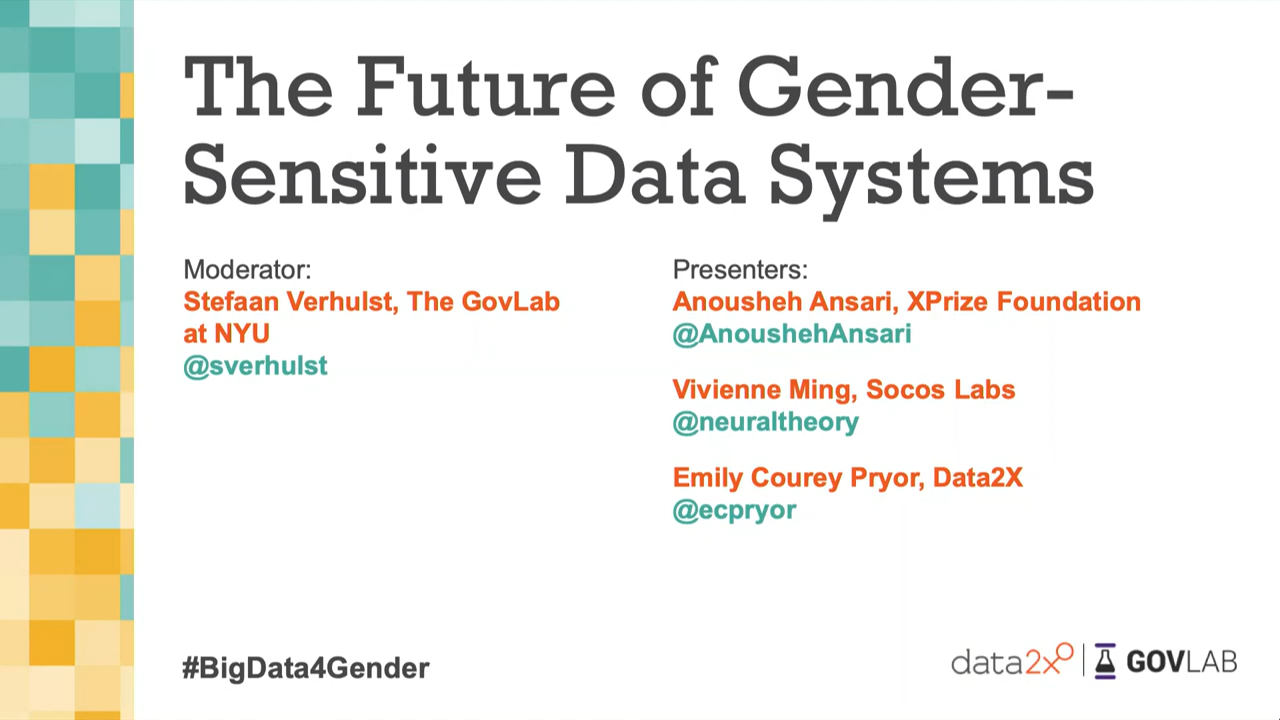 The Future of Gender-
Sensitive Data Systems
Moderator:
Stefaan Verhulst, The GovLab
at NYU
@sverhulst
Presenters:
Anousheh Ansari, XPrize Foundation
@AnoushehAnsari
Vivienne Ming, Socos Labs
@neuraltheory
Emily Courey Pryor, Data2X
@ecpryor
#BigData4Gender
data2x
GOVLAB